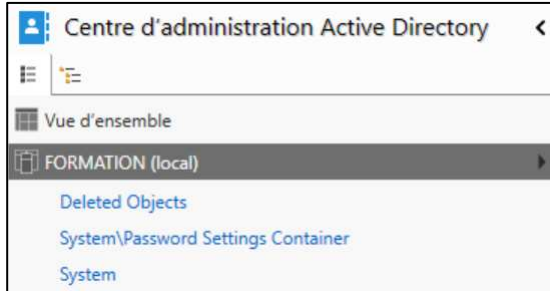 Centre d'administration Active Directory
Vue d'ensemble
FORMATION (local)
Deleted Objects
System\Password Settings Container
System